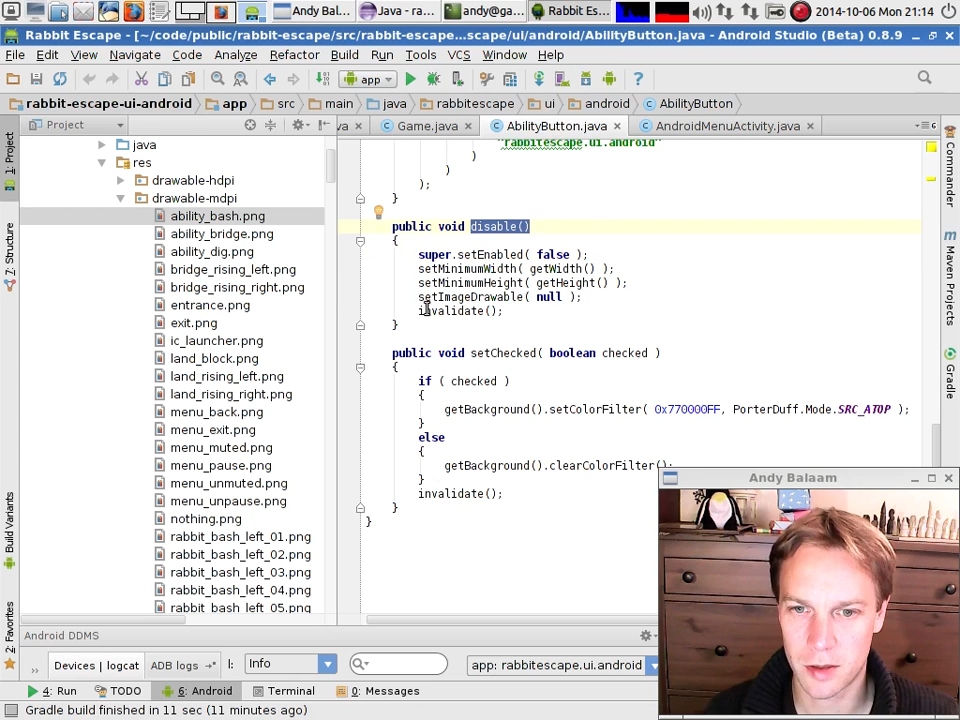 Andy Bal...
Java - ra...
andy@ga...
Rabbit Es...
2014-10-06 Mon 21:14
Rabbit Escape - [~/code/public/rabbit-escape/src/rabbit-escape...scape/ui/android/AbilityButton.java - Android Studio (Beta) 0.8.9
File Edit View Navigate Code Analyze Refactor Build Run Tools VCS Window Help
app
rabbit-escape-ui-android app src main java rabbitescape ui android AbilityButton
Project
va
Game.java
AbilityButton.java
AndroidMenuActivity.java
6
1: Project
7: Structure
Build Variants
2: Favorites
Commander
Maven Projects
Gradle
java
res
drawable-hdpi
drawable-mdpi
ability_bash.png
ability_bridge.png
ability_dig.png
bridge_rising_left.png
bridge_rising_right.png
entrance.png
exit.png
ic_launcher.png
land_block.png
land_rising_left.png
land_rising_right.png
menu_back.png
menu_exit.png
menu_muted.png
menu_pause.png
menu_unmuted.png
menu_unpause.png
nothing.png
rabbit_bash_left_01.png
rabbit_bash_left_02.png
rabbit_bash_left_03.png
rabbit_bash_left_04.png
rabbit_bash_left_05.png
"rabbitescape.ui.android"
)
)
);
}
public void disable()
{
super.setEnabled( false );
setMinimumWidth( getWidth() );
setMinimumHeight( getHeight() );
setImageDrawable( null );
invalidate();
}
public void setChecked( boolean checked )
{
if ( checked )
{
getBackground().setColorFilter( 0x770000FF, PorterDuff.Mode.SRC_ATOP );
}
else
{
getBackground().clearColorFilter();
}
invalidate();
}
}
Andy Balaam
Android DDMS
Devices | logcat
ADB logs
l:
Info
app: rabbitescape.ui.android
4: Run
TODO
6: Android
Terminal
0: Messages
Gradle build finished in 11 sec (11 minutes ago)